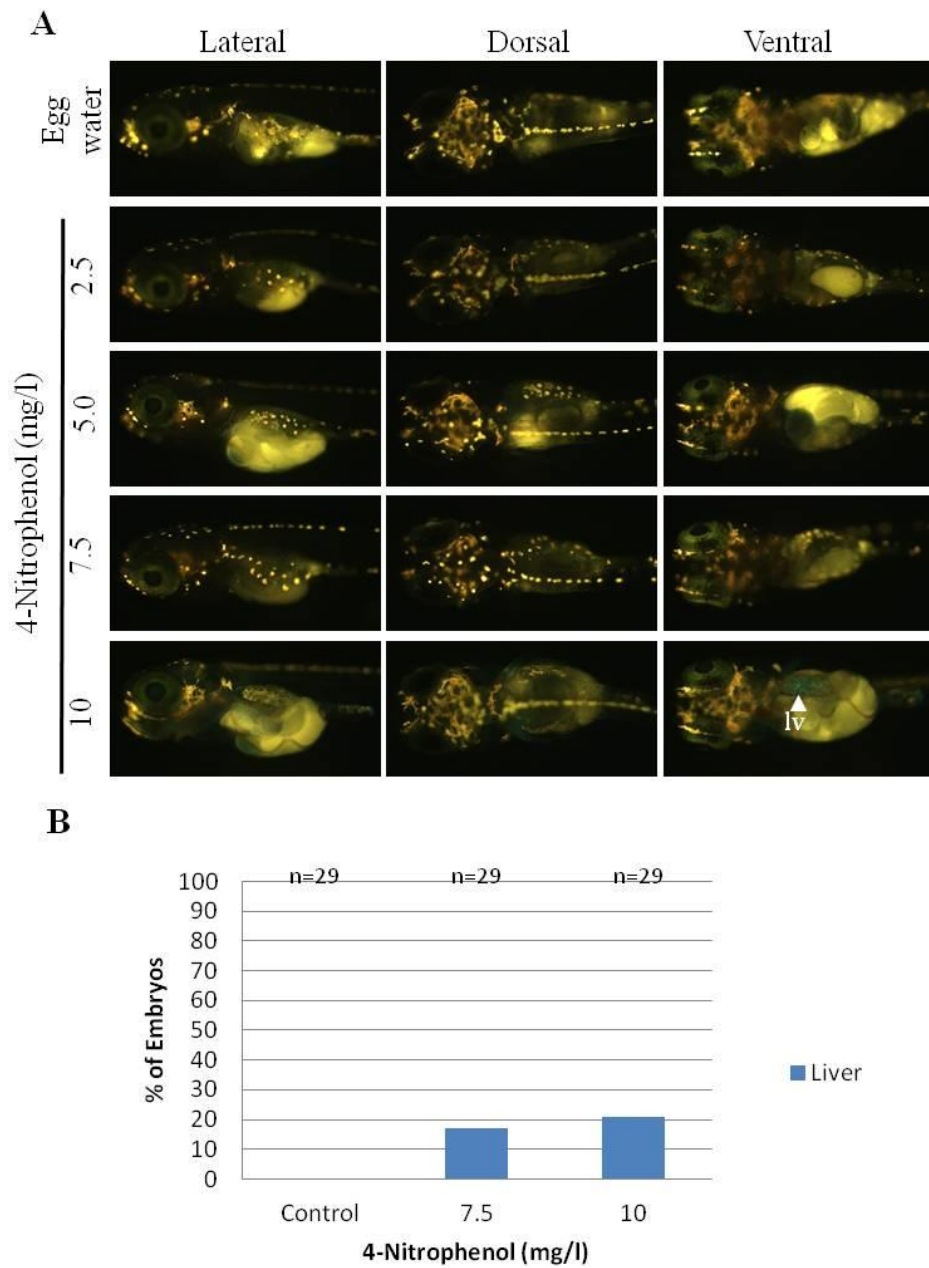 A
Lateral Dorsal Ventral
Egg
water
4-Nitrophenol (mg/l)
2.5
5.0
7.5
10
lv
B
n=29 n=29 n=29
100
90
80
70
60
50
40
30
20
10
0
% of Embryos
Control 7.5 10
4-Nitrophenol (mg/l)
Liver